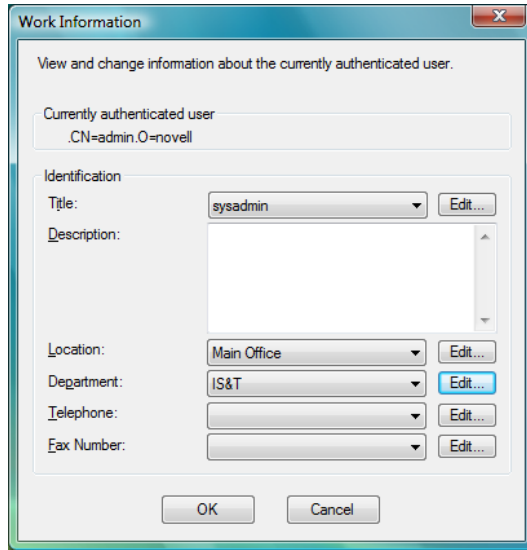 Work Information
View and change information about the currently authenticated user.
Currently authenticated user
.CN=admin.O=novell
Identification
Title: sysadmin Edit...
Description:
Location: Main Office Edit...
Department: IS&T Edit...
Telephone: Edit...
Fax Number: Edit...
OK Cancel